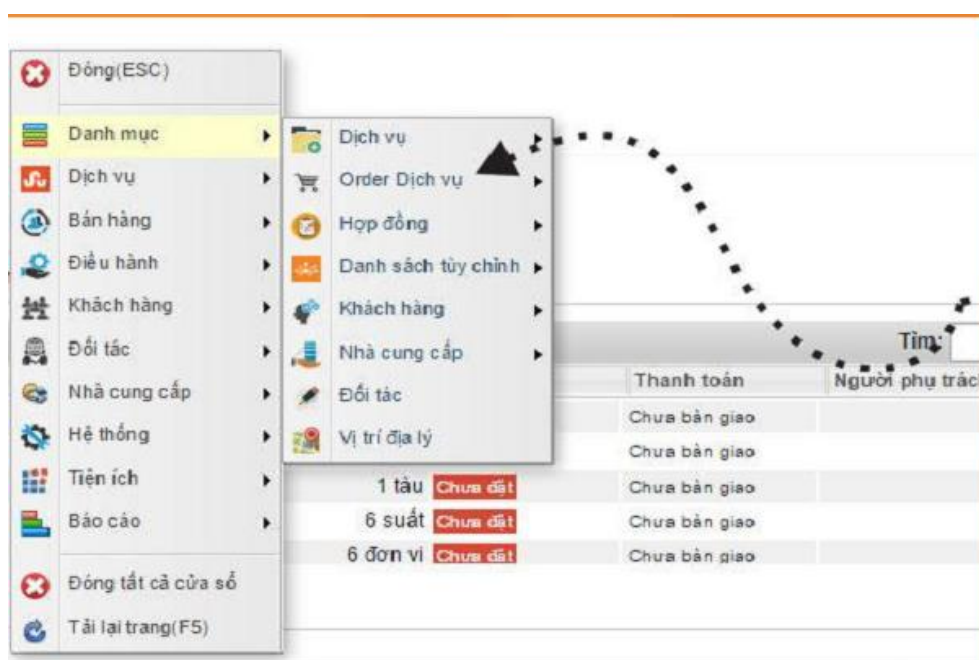 Đóng(ESC)
Danh mục
Dịch vụ
Bán hàng
Điều hành
Khách hàng
Đối tác
Nhà cung cấp
Hệ thống
Tiện ích
Báo cáo
Đóng tất cả cửa sổ
Tải lại trang(F5)
Dịch vụ
Order Dịch vụ
Hợp đồng
Danh sách tùy chỉnh
Khách hàng
Nhà cung cấp
Đối tác
Vị trí địa lý
Tìm:
Thanh toán Người phụ trác
Chưa bàn giao
Chưa bàn giao
1 tàu Chưa đặt Chưa bàn giao
6 suất Chưa đặt Chưa bàn giao
6 đơn vị Chưa đặt Chưa bàn giao